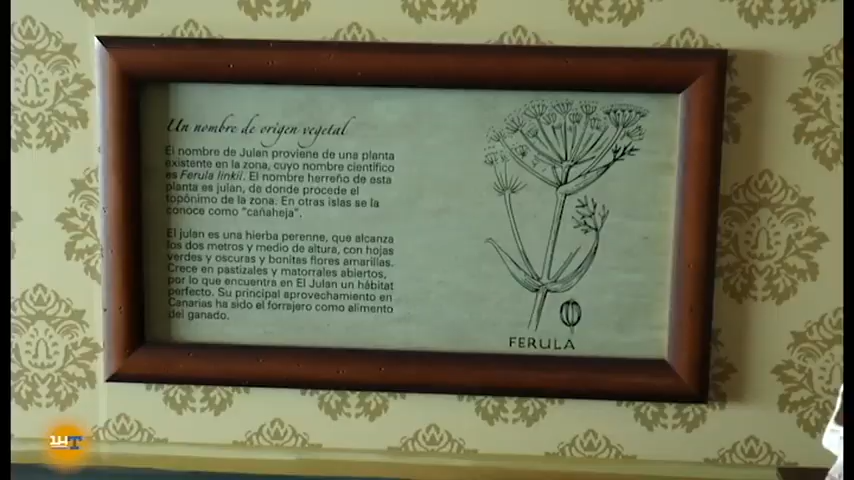 Un nombre de origen vegetal
El nombre de Julan proviene de una planta
existente en la zona, cuyo nombre científico
es Ferula linkii. El nombre herreño de esta
planta es julan, de donde procede el
topónimo de la zona. En otras islas se la
conoce como "cañaheja".
El julan es una hierba perenne, que alcanza
los dos metros y medio de altura, con hojas
verdes y oscuras y bonitas flores amarillas.
Crece en pastizales y matorrales abiertos,
por lo que encuentra en El Julan un hábitat
perfecto. Su principal aprovechamiento en
Canarias ha sido el forrajero como alimento
del ganado.
FERULA
1HT